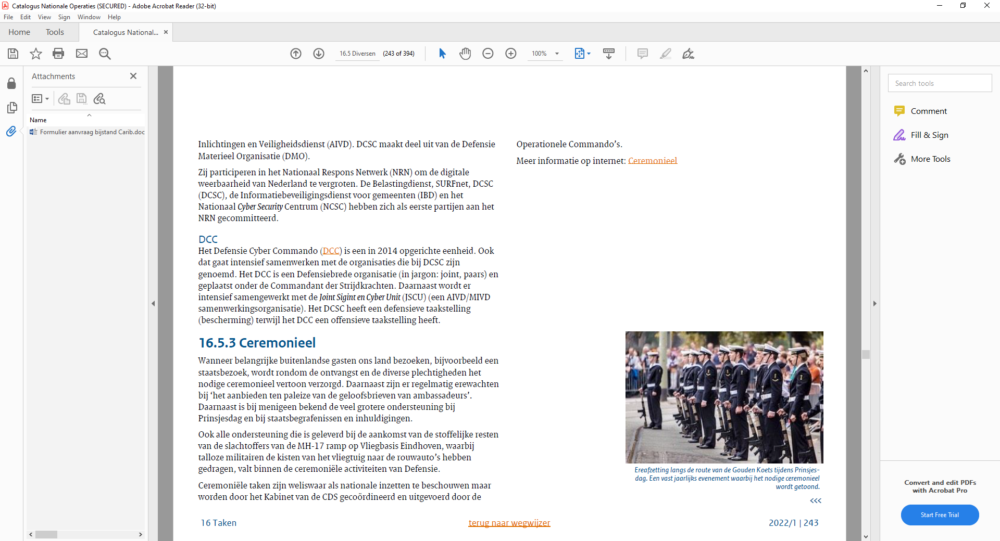 Catalogus Nationale Operaties (SECURED) - Adobe Acrobat Reader (32-bit)
File Edit View Sign Window Help
Home Tools Catalogus National...
16.5 Diversen (243 of 394) 100%
Attachments
Name
Formulier aanvraag bijstand Carib.doc
Inlichtingen en Veiligheidsdienst (AIVD). DCSC maakt deel uit van de Defensie
Materieel Organisatie (DMO).
Zij participeren in het Nationaal Respons Netwerk (NRN) om de digitale
weerbaarheid van Nederland te vergroten. De Belastingdienst, SURFnet, DCSC
(DCSC), de Informatiebeveiligingsdienst voor gemeenten (IBD) en het
Nationaal Cyber Security Centrum (NCSC) hebben zich als eerste partijen aan het
NRN gecommitteerd.
DCC
Het Defensie Cyber Commando (DCC) is een in 2014 opgerichte eenheid. Ook
dat gaat intensief samenwerken met de organisaties die bij DCSC zijn
genoemd. Het DCC is een Defensiebrede organisatie (in jargon: joint, paars) en
geplaatst onder de Commandant der Strijdkrachten. Daarnaast wordt er
intensief samengewerkt met de Joint Sigint en Cyber Unit (JSCU) (een AIVD/MIVD
samenwerkingsorganisatie). Het DCSC heeft een defensieve taakstelling
(bescherming) terwijl het DCC een offensieve taakstelling heeft.
16.5.3 Ceremonieel
Wanneer belangrijke buitenlandse gasten ons land bezoeken, bijvoorbeeld een
staatsbezoek, wordt rondom de ontvangst en de diverse plechtigheden het
nodige ceremonieel vertoon verzorgd. Daarnaast zijn er regelmatig erewachten
bij ‘het aanbieden ten paleize van de geloofsbrieven van ambassadeurs’.
Daarnaast is bij menigeen bekend de veel grotere ondersteuning bij
Prinsjesdag en bij staatsbegrafenissen en inhuldigingen.
Ook alle ondersteuning die is geleverd bij de aankomst van de stoffelijke resten
van de slachtoffers van de MH-17 ramp op Vliegbasis Eindhoven, waarbij
talloze militairen de kisten van het vliegtuig naar de rouwauto’s hebben
gedragen, valt binnen de ceremoniële activiteiten van Defensie.
Ceremoniële taken zijn weliswaar als nationale inzetten te beschouwen maar
worden door het Kabinet van de CDS gecoördineerd en uitgevoerd door de
Operationele Commando’s.
Meer informatie op internet: Ceremonieel
Ereafzetting langs de route van de Gouden Koets tijdens Prinsjes-
dag. Een vast jaarlijks evenement waarbij het nodige ceremonieel
wordt getoond.
<<<
16 Taken terug naar wegwijzer 2022/1 | 243
Search tools
Comment
Fill & Sign
More Tools
Convert and edit PDFs
with Acrobat Pro
Start Free Trial